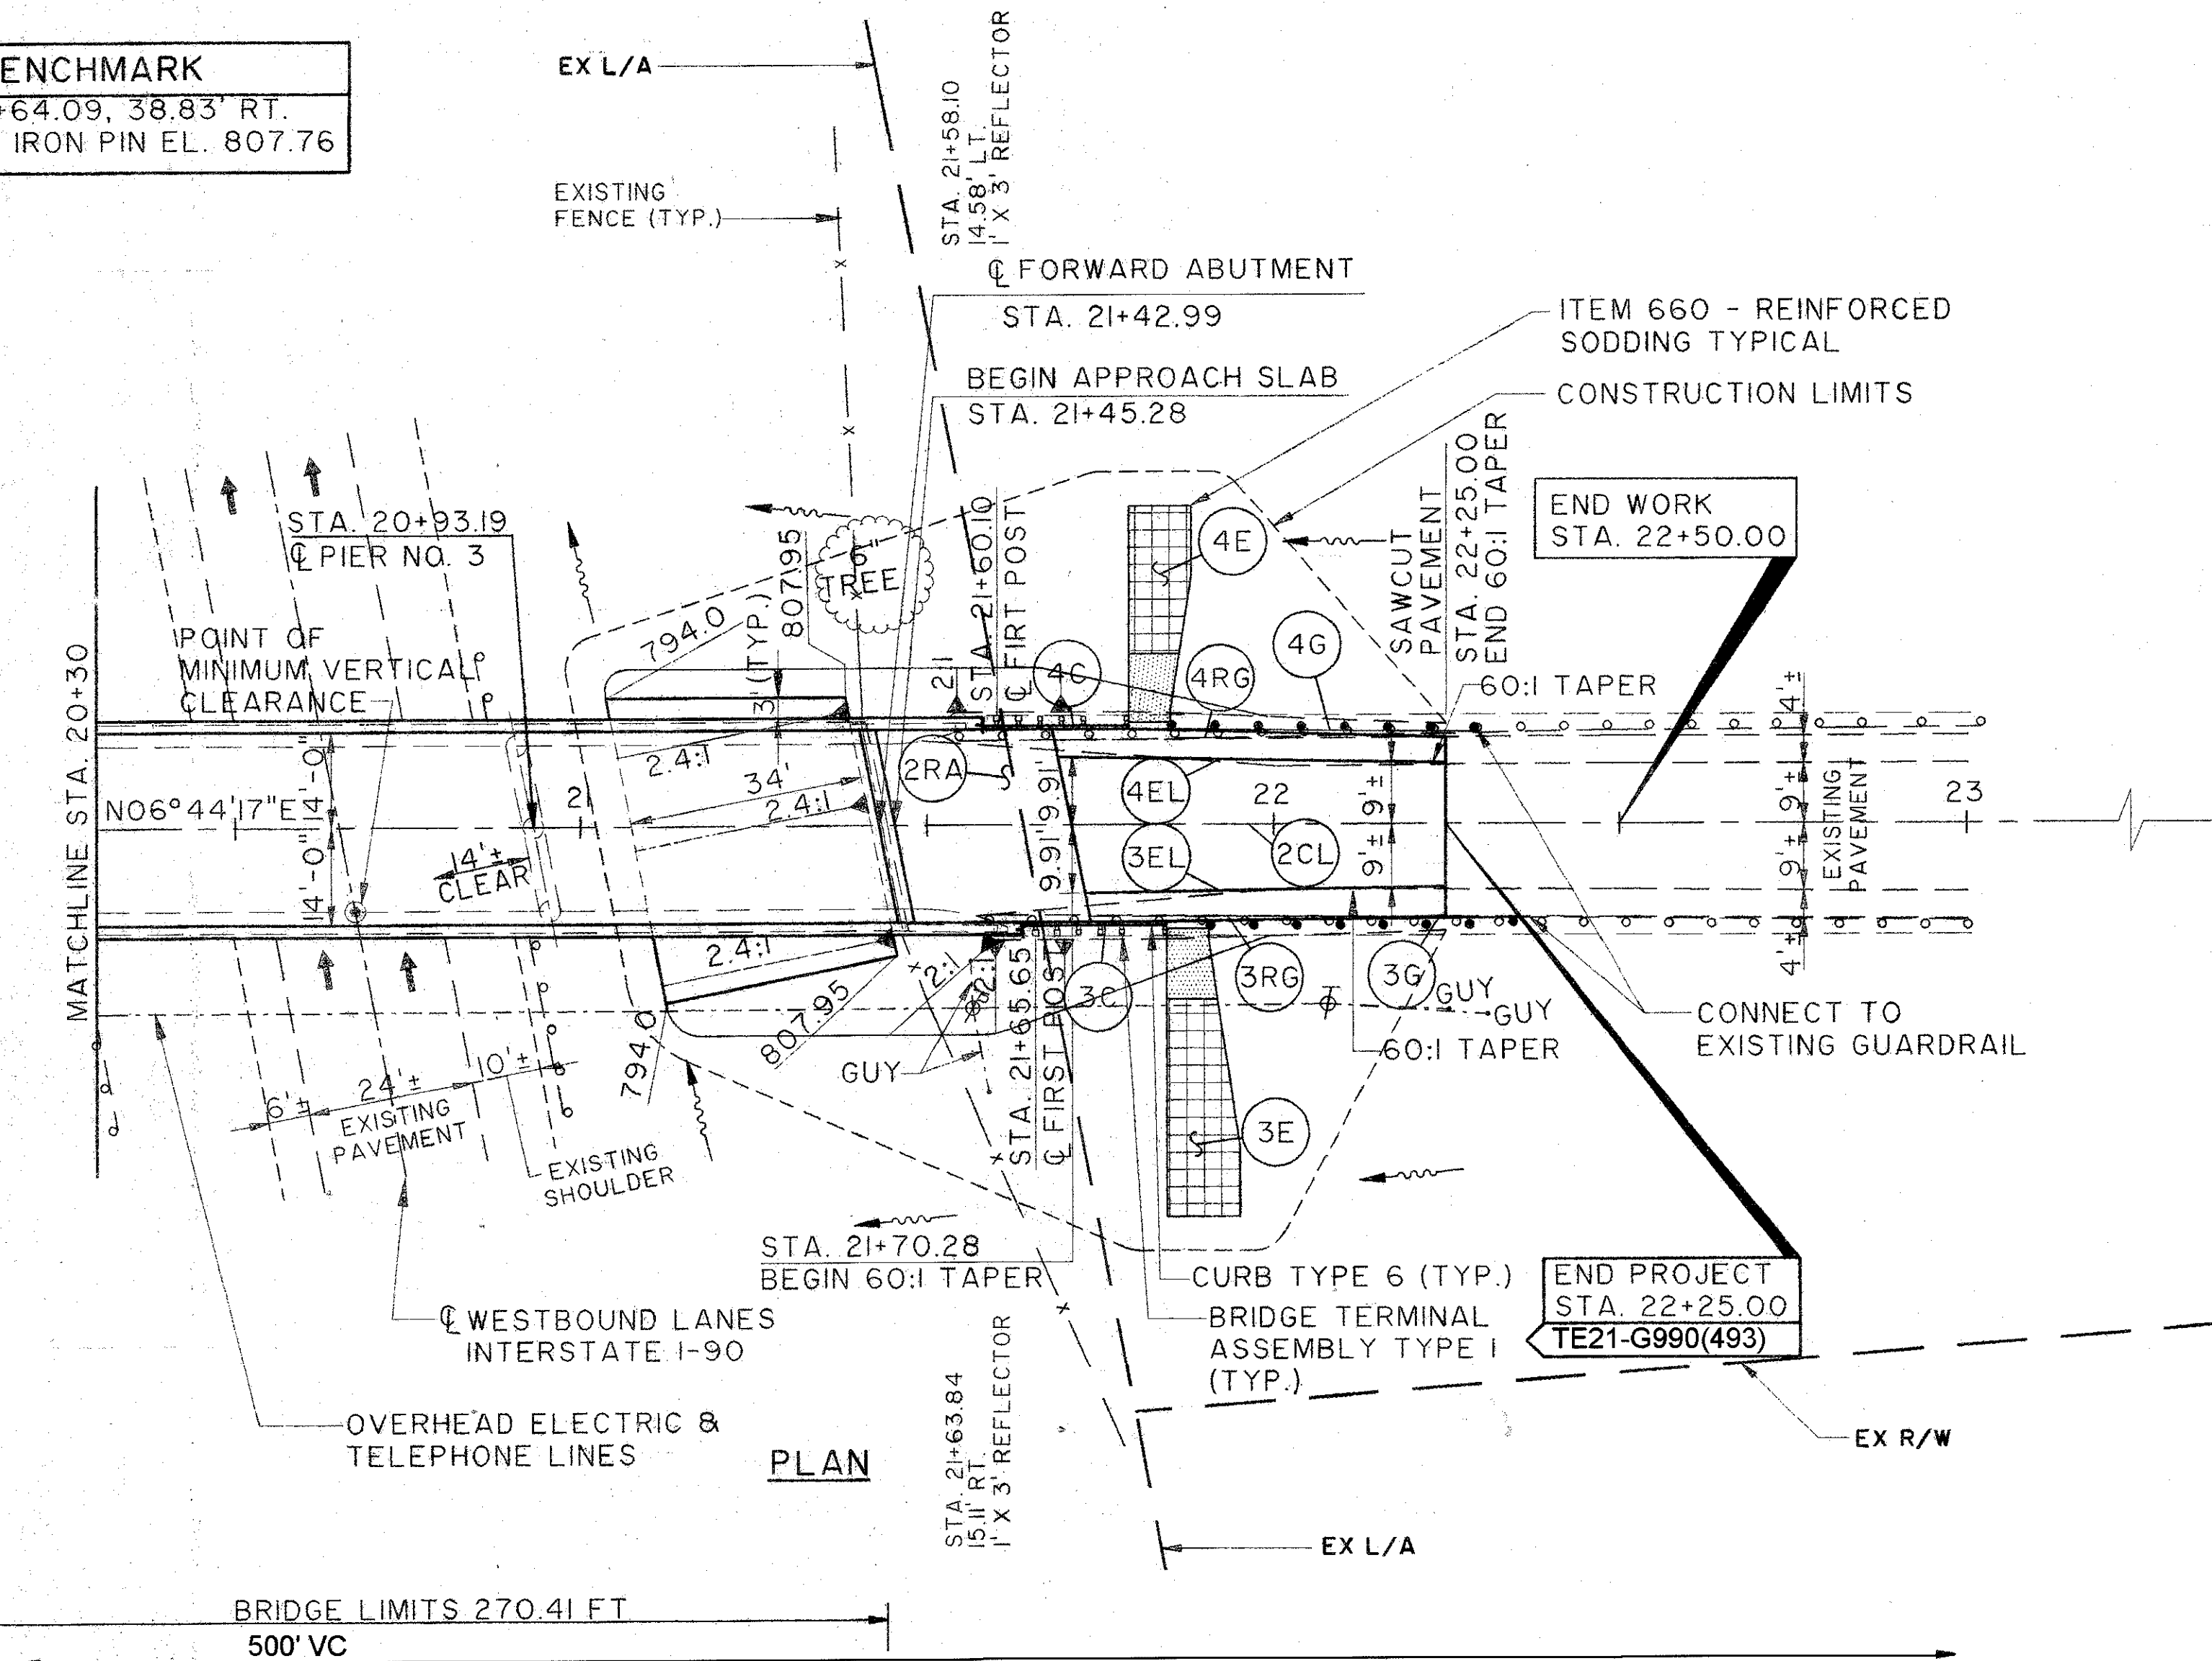 ENCHMARK
+64.09, 38.83' RT.
IRON PIN EL. 807.76
EX L/A
EXISTING
FENCE (TYP.)
STA. 21+58.10
14.58' LT.
1' X 3' REFLECTOR
℄ FORWARD ABUTMENT
STA. 21+42.99
BEGIN APPROACH SLAB
STA. 21+45.28
ITEM 660 - REINFORCED
SODDING TYPICAL
CONSTRUCTION LIMITS
SAWCUT
PAVEMENT
STA. 22+25.00
END 60:1 TAPER
END WORK
STA. 22+50.00
STA. 20+93.19
℄ PIER NO. 3
POINT OF
MINIMUM VERTICAL
CLEARANCE
MATCHLINE STA. 20+30
794.0
3' (TYP.)
807.95
6"
TREE
2:1
STA. 21+60.10
℄ FIRT POST
4C
4E
4RG
4G
60:1 TAPER
4'±
2.4:1
34'
2.4:1
2RA
9.91'
9.91'
4EL
22
9'±
9'±
9'±
9'±
EXISTING
PAVEMENT
23
14'-0"
14'-0"
N06°44'17"E
21
14'±
CLEAR
3EL
2CL
4'±
2.4:1
807.95
794.0
2:1
2:1
GUY
STA. 21+65.65
℄ FIRST POST
3C
3RG
3G
GUY
GUY
60:1 TAPER
CONNECT TO
EXISTING GUARDRAIL
3E
6'±
24'±
10'±
EXISTING
PAVEMENT
EXISTING
SHOULDER
STA. 21+70.28
BEGIN 60:1 TAPER
CURB TYPE 6 (TYP.)
BRIDGE TERMINAL
ASSEMBLY TYPE 1
(TYP.)
END PROJECT
STA. 22+25.00
TE21-G990(493)
℄ WESTBOUND LANES
INTERSTATE I-90
OVERHEAD ELECTRIC &
TELEPHONE LINES
PLAN
STA. 21+63.84
15.11' RT.
1' X 3' REFLECTOR
EX R/W
EX L/A
BRIDGE LIMITS 270.41 FT
500' VC